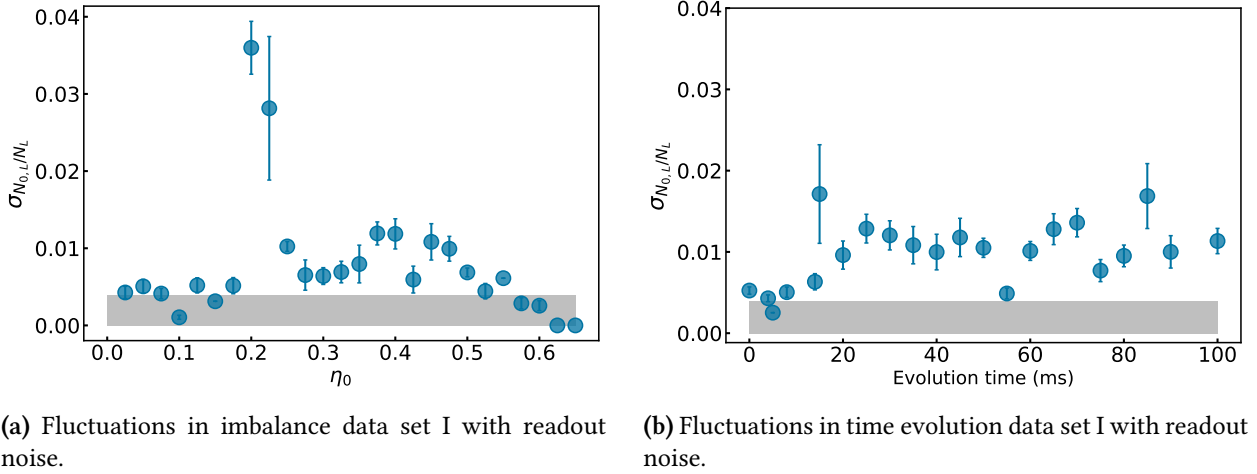 0.04
0.03
0.02
0.01
0.00
σN0,L/NL
0.0 0.1 0.2 0.3 0.4 0.5 0.6
η0
0.04
0.03
0.02
0.01
0.00
σN0,L/NL
0 20 40 60 80 100
Evolution time (ms)
(a) Fluctuations in imbalance data set I with readout
noise.
(b) Fluctuations in time evolution data set I with readout
noise.